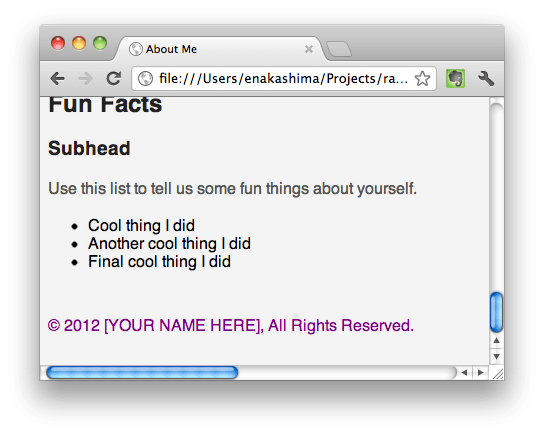 About Me
file:///Users/enakashima/Projects/ra...
Fun Facts
Subhead
Use this list to tell us some fun things about yourself.
• Cool thing I did
• Another cool thing I did
• Final cool thing I did
© 2012 [YOUR NAME HERE], All Rights Reserved.